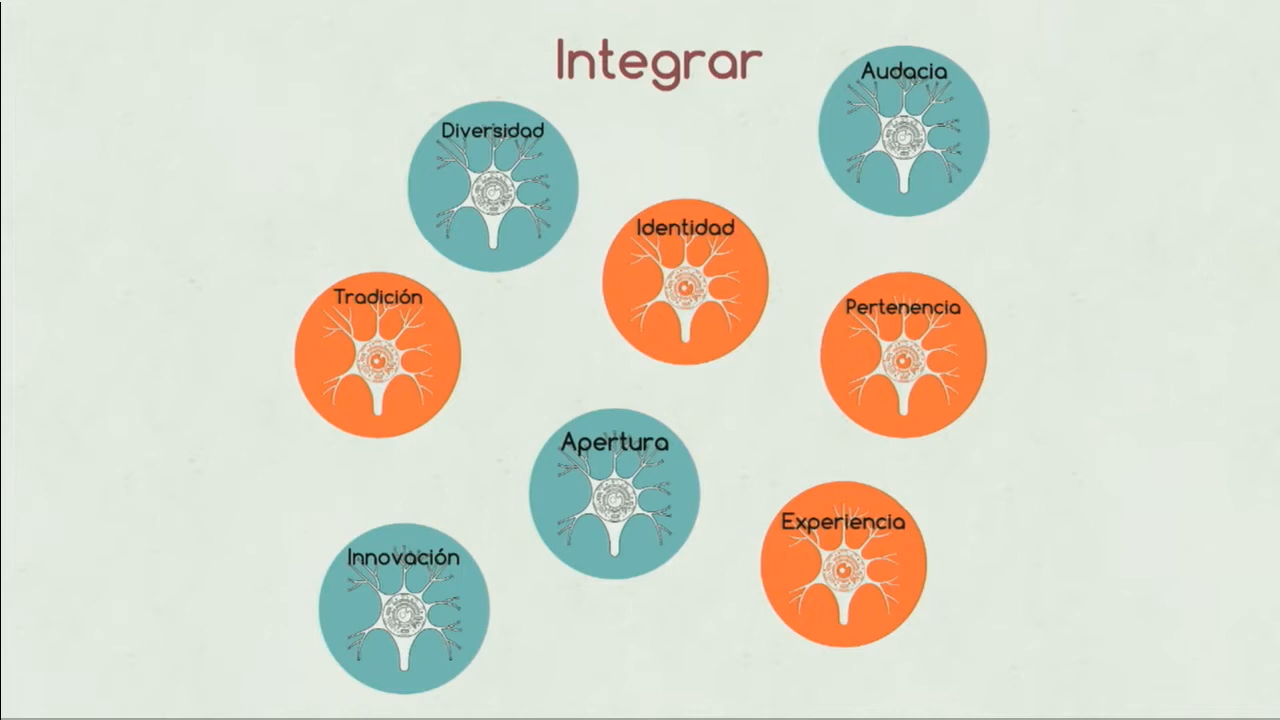 Integrar
Audacia
Diversidad
Identidad
Tradición
Pertenencia
Apertura
Experiencia
Innovación